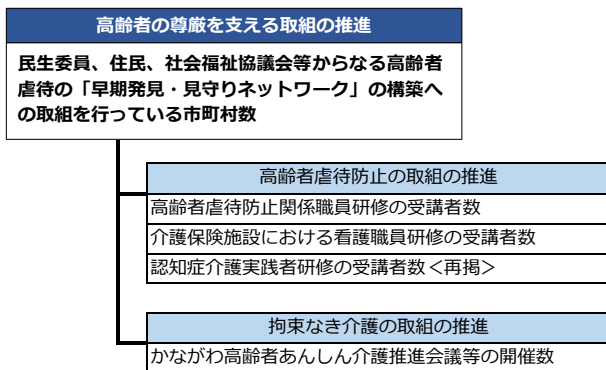 高齢者の尊厳を支える取組の推進
民生委員、住民、社会福祉協議会等からなる高齢者
虐待の「早期発見・見守りネットワーク」の構築へ
の取組を行っている市町村数
高齢者虐待防止の取組の推進
高齢者虐待防止関係職員研修の受講者数
介護保険施設における看護職員研修の受講者数
認知症介護実践者研修の受講者数＜再掲＞
拘束なき介護の取組の推進
かながわ高齢者あんしん介護推進会議等の開催数